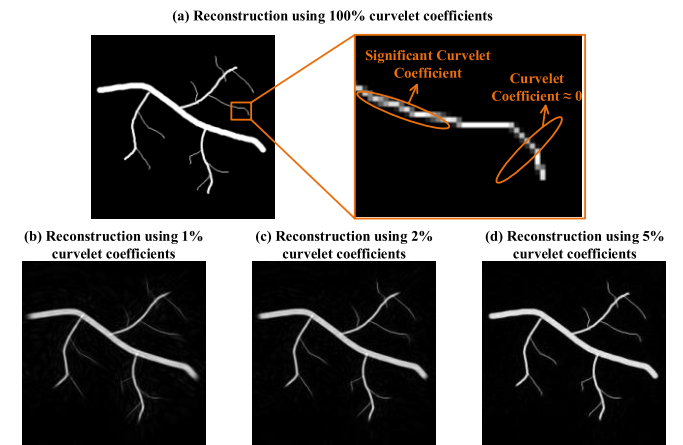 (a) Reconstruction using 100% curvelet coefficients
Significant Curvelet
Coefficient
Curvelet
Coefficient ≈ 0
(b) Reconstruction using 1%
curvelet coefficients
(c) Reconstruction using 2%
curvelet coefficients
(d) Reconstruction using 5%
curvelet coefficients